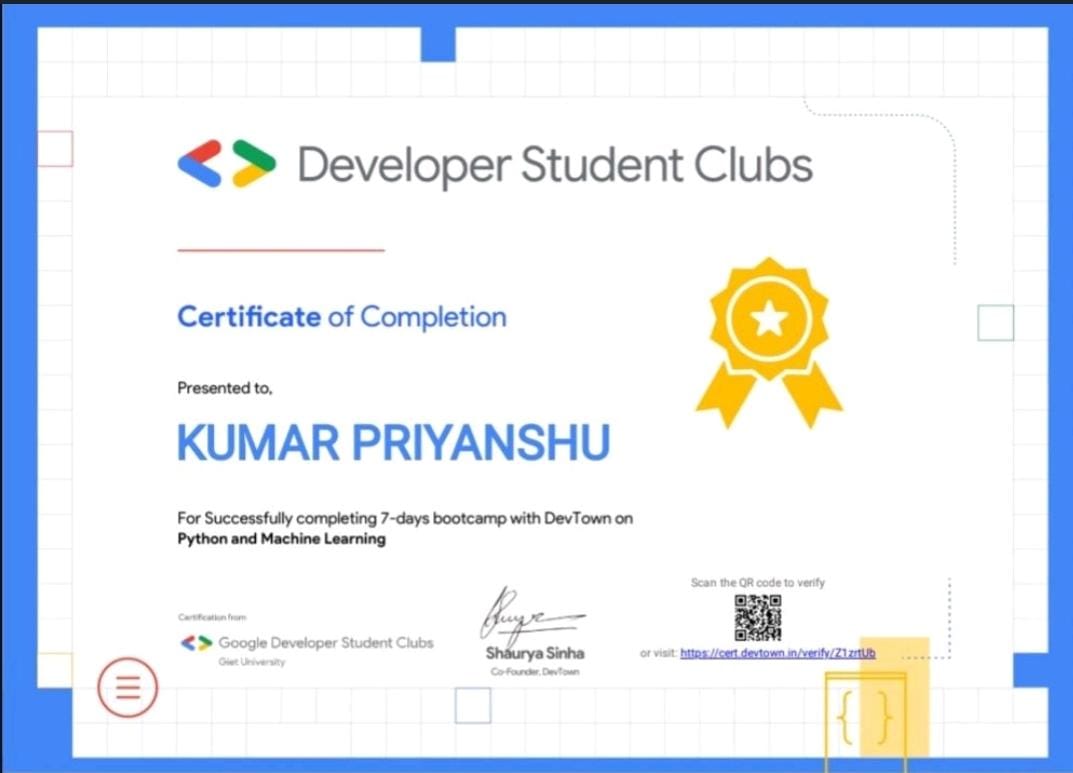 Developer Student Clubs
Certificate of Completion
Presented to,
KUMAR PRIYANSHU
For Successfully completing 7-days bootcamp with DevTown on
Python and Machine Learning
Scan the QR code to verify
Certification from
Google Developer Student Clubs
Giet University
Shaurya Sinha
Co-Founder, DevTown
or visit: https://cert.devtown.in/verify/Z1zrtUb
{ }